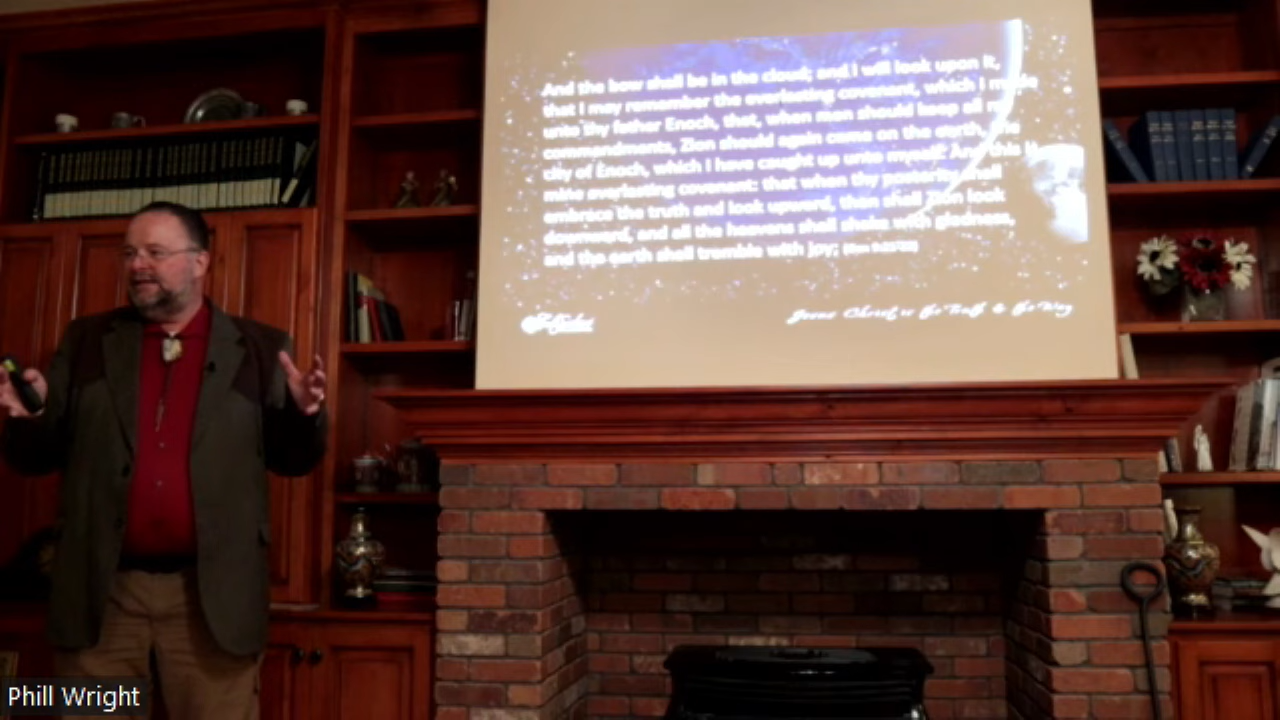 And the bow shall be in the cloud; and I will look upon it,
that I may remember the everlasting covenant, which I made
unto thy father Enoch; that, when men should keep all my
commandments, Zion should again come on the earth, the
city of Enoch, which I have caught up unto myself. And this is
mine everlasting covenant: that when thy posterity shall
embrace the truth and look upward, then shall Zion look
downward, and all the heavens shall shake with gladness,
and the earth shall tremble with joy;
Jesus Christ is the Truth & the Way
Phill Wright